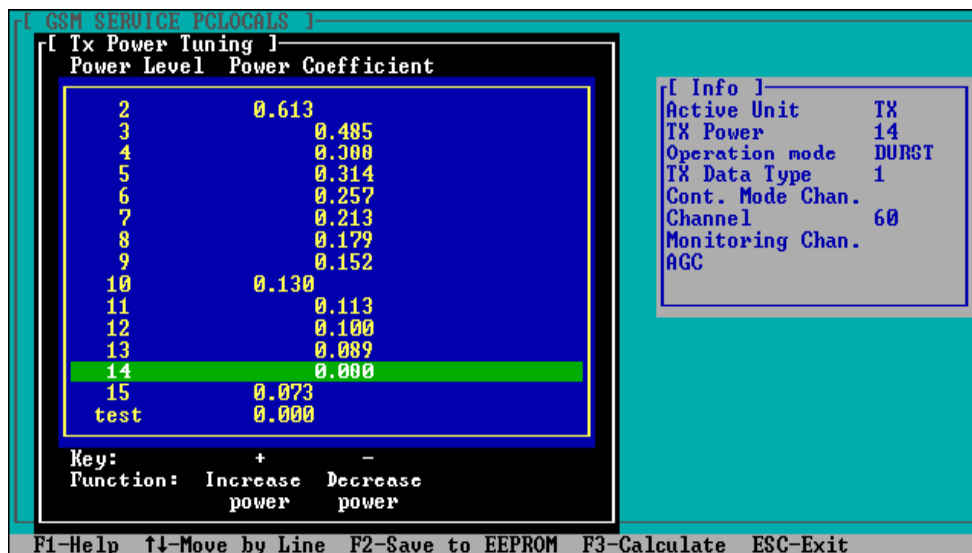 [ GSM SERVICE PCLOCALS ]
[ Tx Power Tuning ]
Power Level Power Coefficient
2 0.613
3 0.485
4 0.388
5 0.314
6 0.257
7 0.213
8 0.179
9 0.152
10 0.130
11 0.113
12 0.100
13 0.089
14 0.080
15 0.073
test 0.000
Key: + -
Function: Increase Decrease
power power
[ Info ]
Active Unit TX
TX Power 14
Operation mode BURST
TX Data Type 1
Cont. Mode Chan.
Channel 60
Monitoring Chan.
AGC
F1-Help ↑↓-Move by Line F2-Save to EEPROM F3-Calculate ESC-Exit